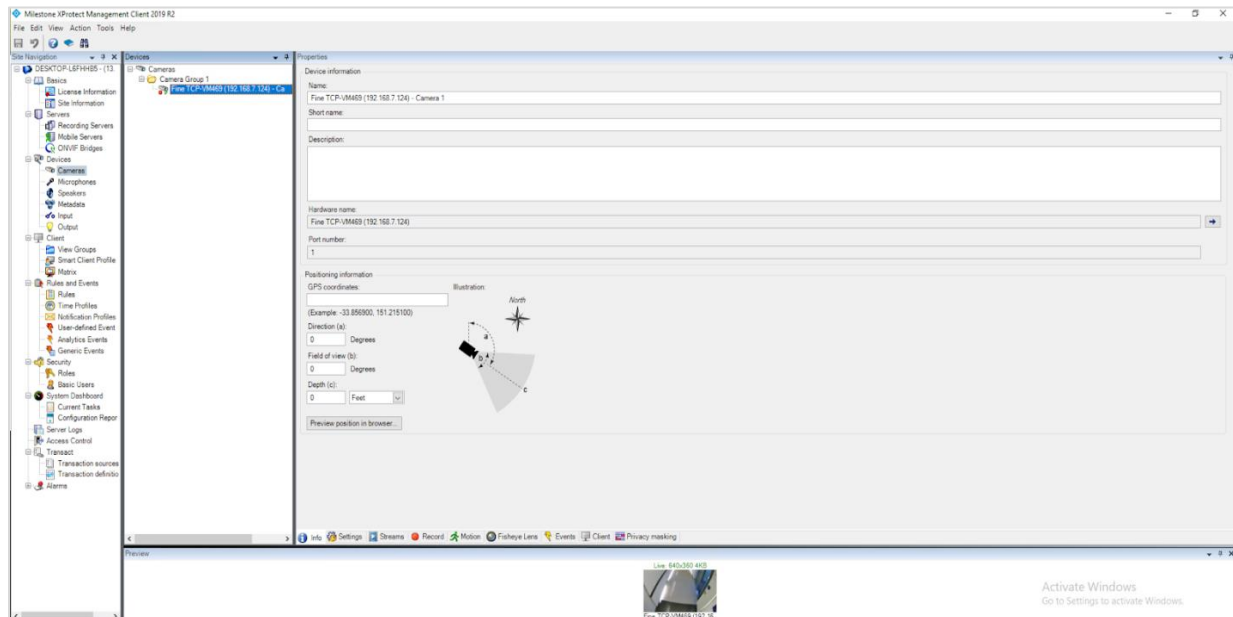 Milestone XProtect Management Client 2019 R2
File Edit View Action Tools Help
Site Navigation
DESKTOP-L6FHHB5 - (13.
Basics
License Information
Site Information
Servers
Recording Servers
Mobile Servers
ONVIF Bridges
Devices
Cameras
Microphones
Speakers
Metadata
Input
Output
Client
View Groups
Smart Client Profile
Matrix
Rules and Events
Rules
Time Profiles
Notification Profiles
User-defined Event
Analytics Events
Generic Events
Security
Roles
Basic Users
System Dashboard
Current Tasks
Configuration Repor
Server Logs
Access Control
Transact
Transaction sources
Transaction definitio
Alarms
Devices
Cameras
Camera Group 1
Fine TCP-VM469 (192.168.7.124) - Ca
Properties
Device information
Name:
Fine TCP-VM469 (192.168.7.124) - Camera 1
Short name:
Description:
Hardware name:
Fine TCP-VM469 (192.168.7.124)
Port number:
1
Positioning information
GPS coordinates:
(Example: -33.856900, 151.215100)
Direction (a):
0 Degrees
Field of view (b):
0 Degrees
Depth (c):
0 Feet
Preview position in browser...
Illustration:
North
a
b
c
Info Settings Streams Record Motion Fisheye Lens Events Client Privacy masking
Preview
Live: 640x360 4KB
Fine TCP-VM469 (192.16
Activate Windows
Go to Settings to activate Windows.